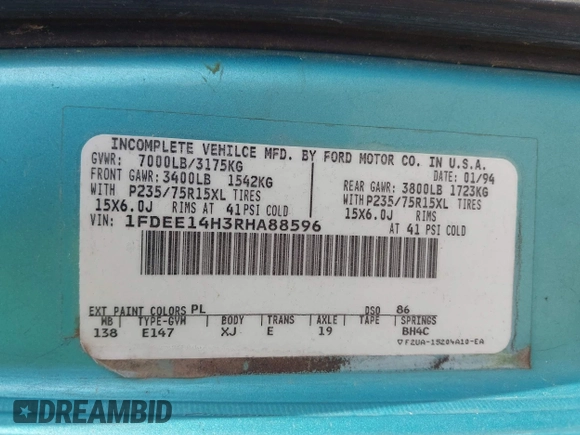 INCOMPLETE VEHILCE MFD. BY FORD MOTOR CO. IN U.S.A.
GVWR: 7000LB/3175KG DATE: 01/94
FRONT GAWR: 3400LB 1542KG REAR GAWR: 3800LB 1723KG
WITH P235/75R15XL TIRES WITH P235/75R15XL TIRES
15X6.0J RIMS AT 41 PSI COLD 15X6.0J RIMS
AT 41 PSI COLD
VIN: 1FDEE14H3RHA88596
EXT PAINT COLORS PL DSO 86
WB TYPE-GVM BODY TRANS AXLE TAPE SPRINGS
138 E147 XJ E 19 BH4C
▽ F2UA-15204A10-EA
DREAMBID